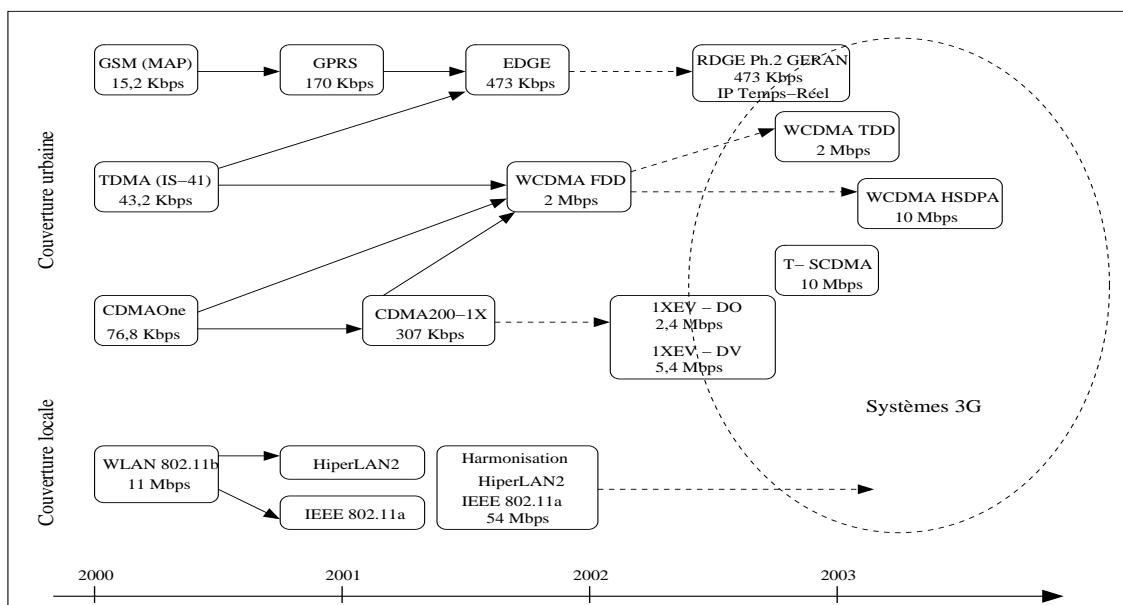 GSM (MAP)
15,2 Kbps
GPRS
170 Kbps
EDGE
473 Kbps
RDGE Ph.2 GERAN
473 Kbps
IP Temps−Réel
Couverture urbaine
WCDMA TDD
2 Mbps
TDMA (IS−41)
43,2 Kbps
WCDMA FDD
2 Mbps
WCDMA HSDPA
10 Mbps
T− SCDMA
10 Mbps
CDMAOne
76,8 Kbps
CDMA200−1X
307 Kbps
1XEV − DO
2,4 Mbps
1XEV − DV
5,4 Mbps
Systèmes 3G
Couverture locale
WLAN 802.11b
11 Mbps
HiperLAN2
IEEE 802.11a
Harmonisation
HiperLAN2
IEEE 802.11a
54 Mbps
2000
2001
2002
2003